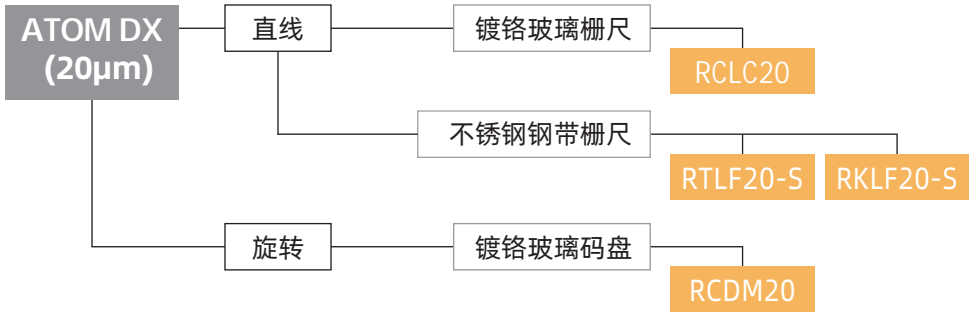 ATOM DX
(20μm)
直线
镀铬玻璃栅尺
RCLC20
不锈钢钢带栅尺
RTLF20-S
RKLF20-S
旋转
镀铬玻璃码盘
RCDM20